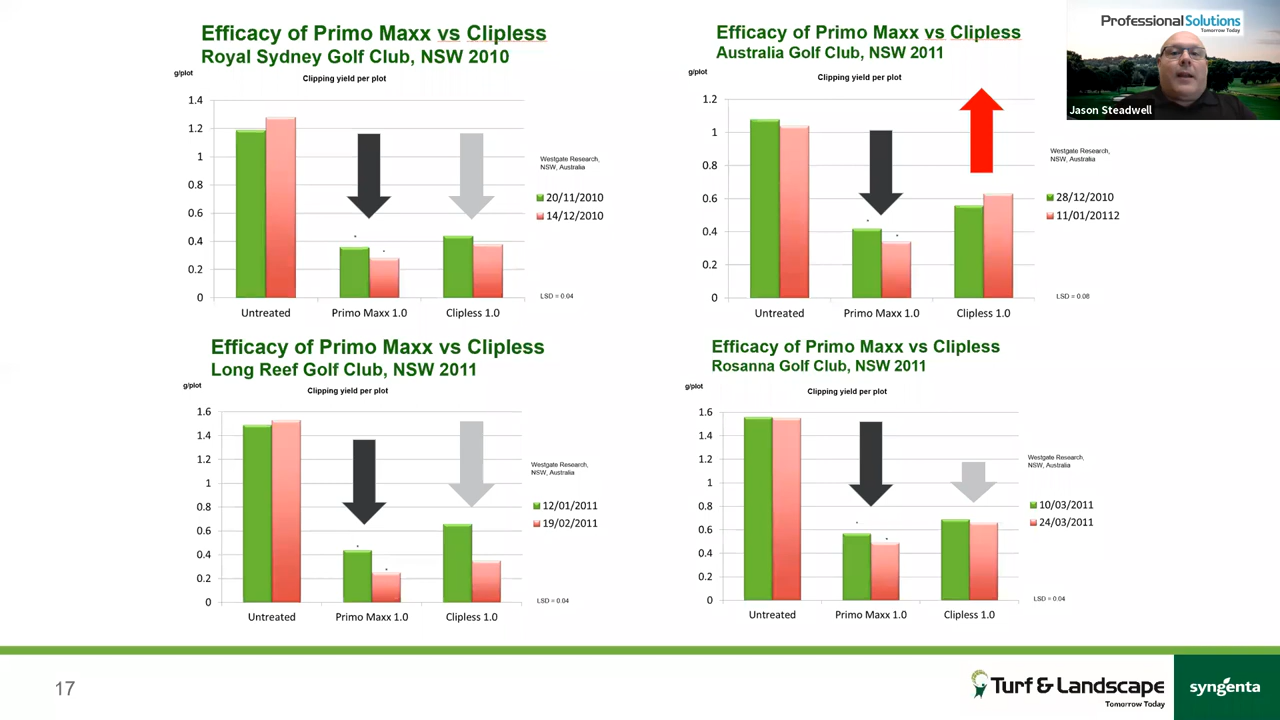 Efficacy of Primo Maxx vs Clipless
Royal Sydney Golf Club, NSW 2010
g/plot
Clipping yield per plot
1.4
1.2
1
0.8
0.6
0.4
0.2
0
*
*
Untreated
Primo Maxx 1.0
Clipless 1.0
Westgate Research,
NSW, Australia
20/11/2010
14/12/2010
LSD = 0.04
Efficacy of Primo Maxx vs Clipless
Australia Golf Club, NSW 2011
g/plot
Clipping yield per plot
1.2
1
0.8
0.6
0.4
0.2
0
*
*
Untreated
Primo Maxx 1.0
Clipless 1.0
Westgate Research,
NSW, Australia
28/12/2010
11/01/20112
LSD = 0.08
Professional Solutions
Tomorrow Today
Jason Steadwell
Efficacy of Primo Maxx vs Clipless
Long Reef Golf Club, NSW 2011
g/plot
Clipping yield per plot
1.6
1.4
1.2
1
0.8
0.6
0.4
0.2
0
*
*
Untreated
Primo Maxx 1.0
Clipless 1.0
Westgate Research,
NSW, Australia
12/01/2011
19/02/2011
LSD = 0.04
Efficacy of Primo Maxx vs Clipless
Rosanna Golf Club, NSW 2011
g/plot
Clipping yield per plot
1.6
1.4
1.2
1
0.8
0.6
0.4
0.2
0
*
*
Untreated
Primo Maxx 1.0
Clipless 1.0
Westgate Research,
NSW, Australia
10/03/2011
24/03/2011
LSD = 0.04
17
Turf & Landscape
Tomorrow Today
syngenta